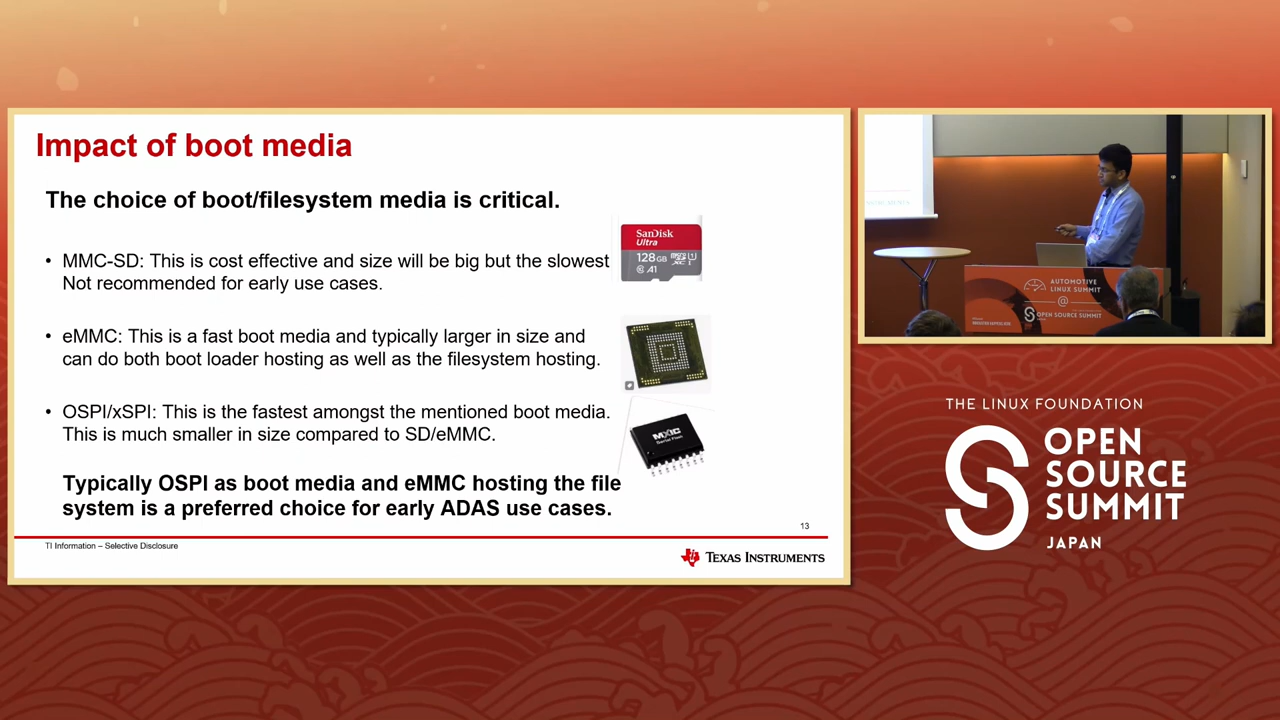 Impact of boot media
The choice of boot/filesystem media is critical.
• MMC-SD: This is cost effective and size will be big but the slowest
Not recommended for early use cases.
• eMMC: This is a fast boot media and typically larger in size and
can do both boot loader hosting as well as the filesystem hosting.
• OSPI/xSPI: This is the fastest amongst the mentioned boot media.
This is much smaller in size compared to SD/eMMC.
Typically OSPI as boot media and eMMC hosting the file
system is a preferred choice for early ADAS use cases.
SanDisk
Ultra
128GB
A1
MXIC
13
TI Information – Selective Disclosure
TEXAS INSTRUMENTS
AUTOMOTIVE
LINUX SUMMIT
@
OPEN SOURCE SUMMIT
THE LINUX FOUNDATION
OPEN
SOURCE
SUMMIT
JAPAN